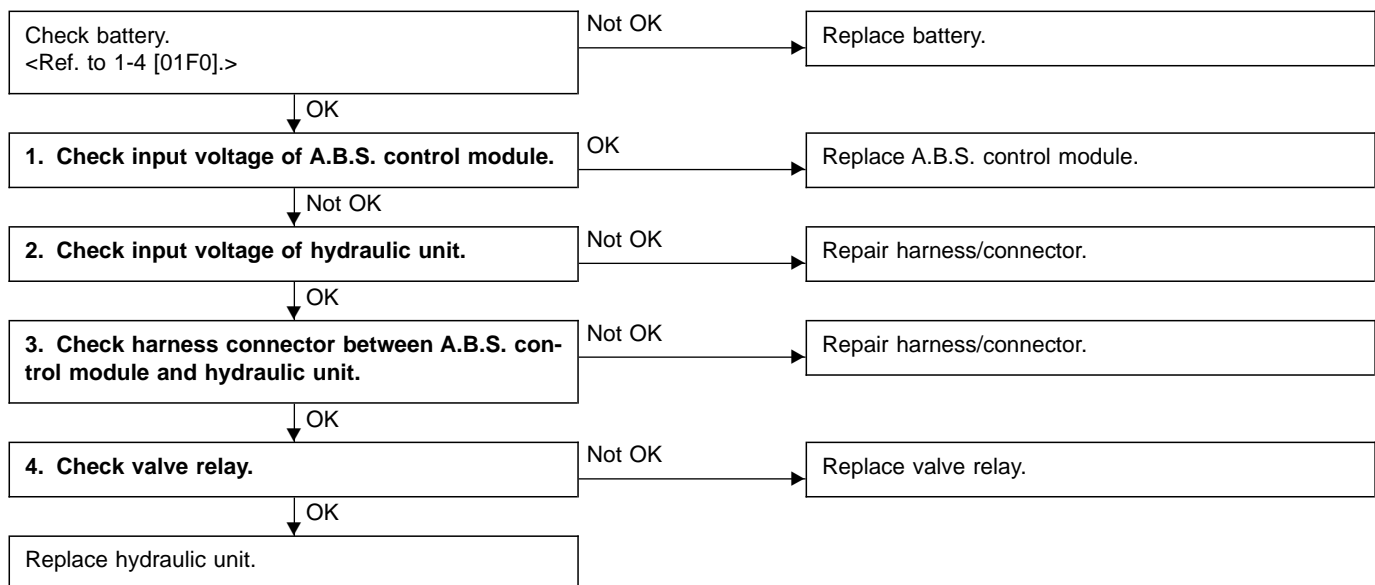 Check battery.
<Ref. to 1-4 [01F0].>
Not OK
Replace battery.
OK
1. Check input voltage of A.B.S. control module.
OK
Replace A.B.S. control module.
Not OK
2. Check input voltage of hydraulic unit.
Not OK
Repair harness/connector.
OK
3. Check harness connector between A.B.S. con-
trol module and hydraulic unit.
Not OK
Repair harness/connector.
OK
4. Check valve relay.
Not OK
Replace valve relay.
OK
Replace hydraulic unit.